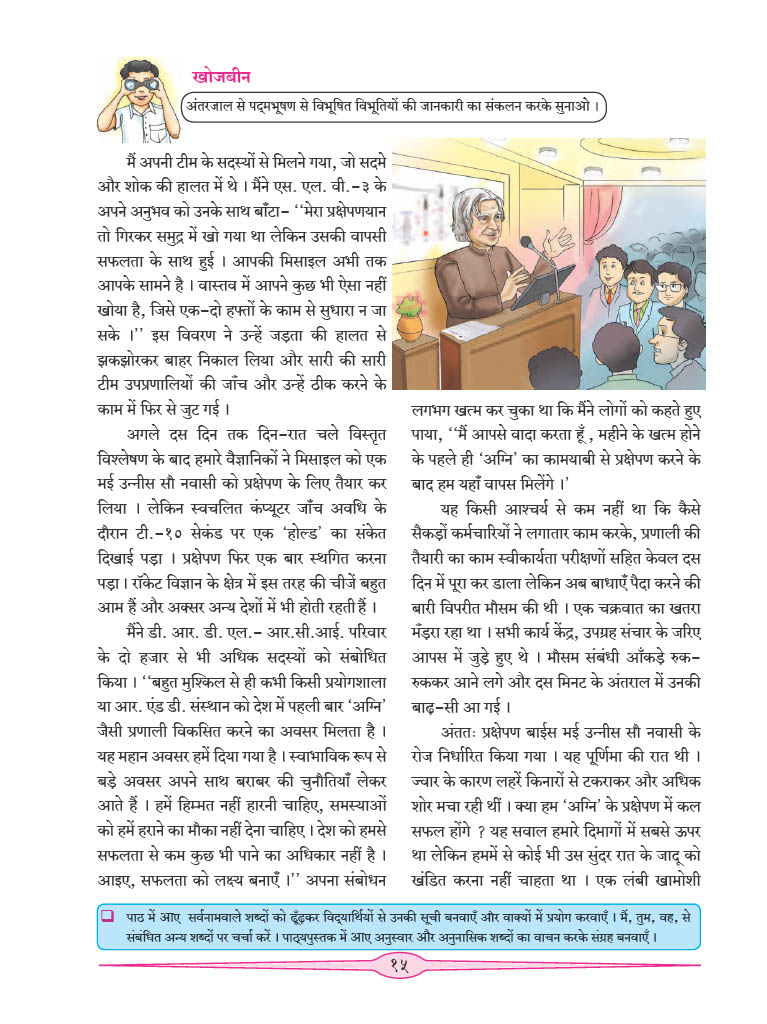 खोजबीन
अंतरजाल से पद्मभूषण से विभूषित विभूतियों की जानकारी का संकलन करके सुनाओ ।
मैं अपनी टीम के सदस्यों से मिलने गया, जो सद्मे
और शोक की हालत में थे । मैंने एस. एल. वी.-३ के
अपने अनुभव को उनके साथ बाँटा- ‘‘मेरा प्रक्षेपणयान
तो गिरकर समुद्र में खो गया था लेकिन उसकी वापसी
सफलता के साथ हुई । आपकी मिसाइल अभी तक
आपके सामने है । वास्तव में आपने कुछ भी ऐसा नहीं
खोया है, जिसे एक-दो हफ्तों के काम से सुधारा न जा
सके ।’’ इस विवरण ने उन्हें जड़ता की हालत से
झकझोरकर बाहर निकाल लिया और सारी की सारी
टीम उपप्रणालियों की जाँच और उन्हें ठीक करने के
काम में फिर से जुट गई ।
अगले दस दिन तक दिन-रात चले विस्तृत
विश्लेषण के बाद हमारे वैज्ञानिकों ने मिसाइल को एक
मई उन्नीस सौ नवासी को प्रक्षेपण के लिए तैयार कर
लिया । लेकिन स्वचलित कंप्यूटर जाँच अवधि के
दौरान टी.-१० सेकंड पर एक ‘होल्ड’ का संकेत
दिखाई पड़ा । प्रक्षेपण फिर एक बार स्थगित करना
पड़ा । रॉकेट विज्ञान के क्षेत्र में इस तरह की चीजें बहुत
आम हैं और अक्सर अन्य देशों में भी होती रहती हैं ।
मैंने डी. आर. डी. एल.- आर.सी.आई. परिवार
के दो हजार से भी अधिक सदस्यों को संबोधित
किया । ‘‘बहुत मुश्किल से ही कभी किसी प्रयोगशाला
या आर. एंड डी. संस्थान को देश में पहली बार ‘अग्नि’
जैसी प्रणाली विकसित करने का अवसर मिलता है ।
यह महान अवसर हमें दिया गया है । स्वाभाविक रूप से
बड़े अवसर अपने साथ बराबर की चुनौतियाँ लेकर
आते हैं । हमें हिम्मत नहीं हारनी चाहिए, समस्याओं
को हमें हराने का मौका नहीं देना चाहिए । देश को हमसे
सफलता से कम कुछ भी पाने का अधिकार नहीं है ।
आइए, सफलता को लक्ष्य बनाएँ ।’’ अपना संबोधन
लगभग खत्म कर चुका था कि मैंने लोगों को कहते हुए
पाया, ‘‘मैं आपसे वादा करता हूँ , महीने के खत्म होने
के पहले ही ‘अग्नि’ का कामयाबी से प्रक्षेपण करने के
बाद हम यहाँ वापस मिलेंगे ।’
यह किसी आश्चर्य से कम नहीं था कि कैसे
सैकड़ों कर्मचारियों ने लगातार काम करके, प्रणाली की
तैयारी का काम स्वीकार्यता परीक्षणों सहित केवल दस
दिन में पूरा कर डाला लेकिन अब बाधाएँ पैदा करने की
बारी विपरीत मौसम की थी । एक चक्रवात का खतरा
मँड़रा रहा था । सभी कार्य केंद्र, उपग्रह संचार के जरिए
आपस में जुड़े हुए थे । मौसम संबंधी आँकड़े रुक-
रुककर आने लगे और दस मिनट के अंतराल में उनकी
बाढ़-सी आ गई ।
अंततः प्रक्षेपण बाईस मई उन्नीस सौ नवासी के
रोज निर्धारित किया गया । यह पूर्णिमा की रात थी ।
ज्वार के कारण लहरें किनारों से टकराकर और अधिक
शोर मचा रही थीं । क्या हम ‘अग्नि’ के प्रक्षेपण में कल
सफल होंगे ? यह सवाल हमारे दिमागों में सबसे ऊपर
था लेकिन हममें से कोई भी उस सुंदर रात के जादू को
खंडित करना नहीं चाहता था । एक लंबी खामोशी
❑ पाठ में आए सर्वनामवाले शब्दों को ढूँढ़कर विद्यार्थियों से उनकी सूची बनवाएँ और वाक्यों में प्रयोग करवाएँ । मैं, तुम, वह, से
संबंधित अन्य शब्दों पर चर्चा करें । पाठ्यपुस्तक में आए अनुस्वार और अनुनासिक शब्दों का वाचन करके संग्रह बनवाएँ ।
१५